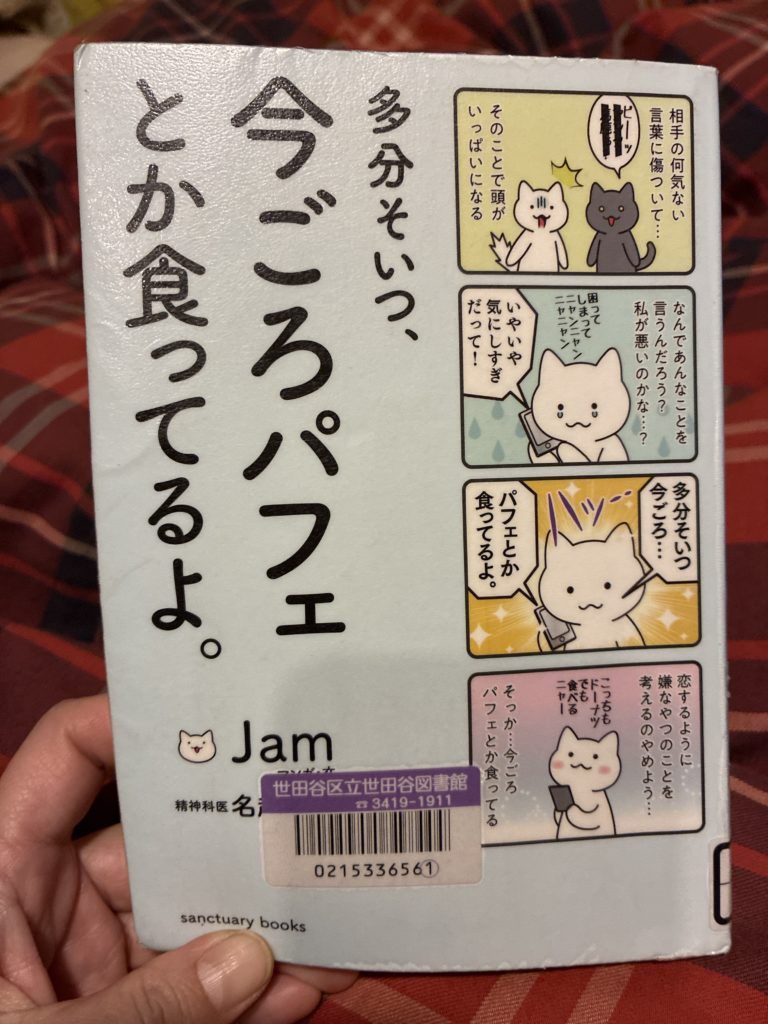 多分そいつ、
今ごろパフェ
とか食ってるよ。
Jam
精神科医 名
sanctuary books
世田谷区立世田谷図書館
☎3419-1911
0215336561①
相手の何気ない
言葉に傷ついて…
ピーッ
そのことで頭が
いっぱいになる
なんであんなことを
言うんだろう?
私が悪いのかな…?
困って
しまって
ニャンニャン
ニャニャン
いやいや
気にしすぎ
だって!
多分そいつ
今ごろ…
ハッ…
パフェとか
食ってるよ。
恋するように
嫌なやつのことを
考えるのやめよう…
こっちも
ドーナツ
でも
食べる
ニャー
そっか…今ごろ
パフェとか食ってる